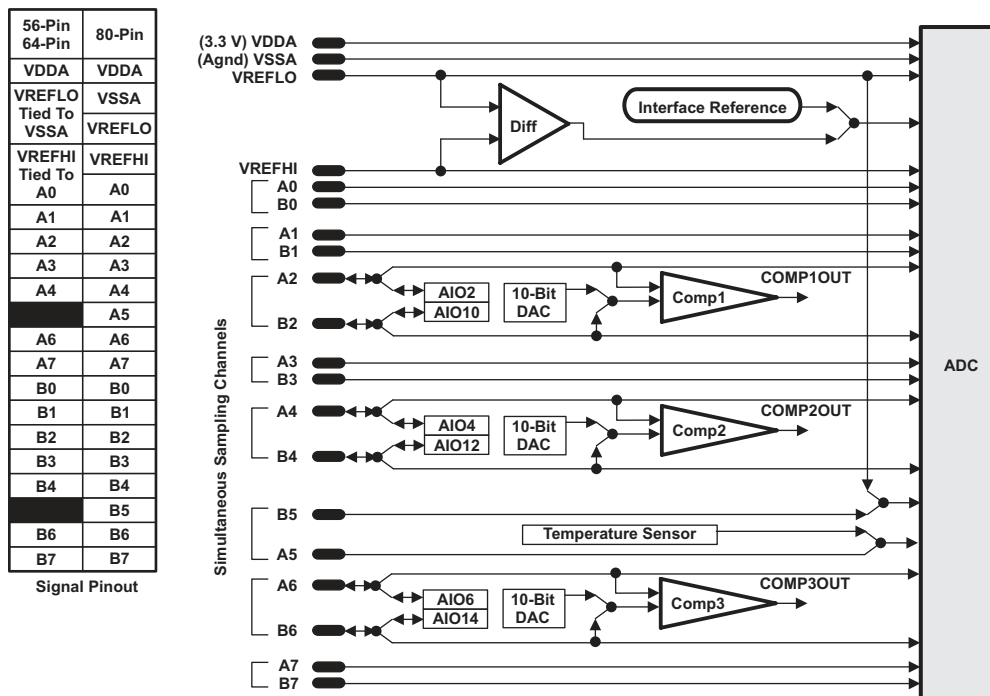 56-Pin
64-Pin
80-Pin
VDDA
VDDA
VREFLO
Tied To
VSSA
VSSA
VREFLO
VREFHI
Tied To
A0
VREFHI
A0
A1
A1
A2
A2
A3
A3
A4
A4
A5
A6
A6
A7
A7
B0
B0
B1
B1
B2
B2
B3
B3
B4
B4
B5
B6
B6
B7
B7
Signal Pinout
(3.3 V) VDDA
(Agnd) VSSA
VREFLO
Diff
Interface Reference
VREFHI
A0
B0
A1
B1
A2
B2
AIO2
AIO10
10-Bit
DAC
Comp1
COMP1OUT
A3
B3
A4
B4
AIO4
AIO12
10-Bit
DAC
Comp2
COMP2OUT
B5
Temperature Sensor
A5
A6
B6
AIO6
AIO14
10-Bit
DAC
Comp3
COMP3OUT
A7
B7
Simultaneous Sampling Channels
ADC